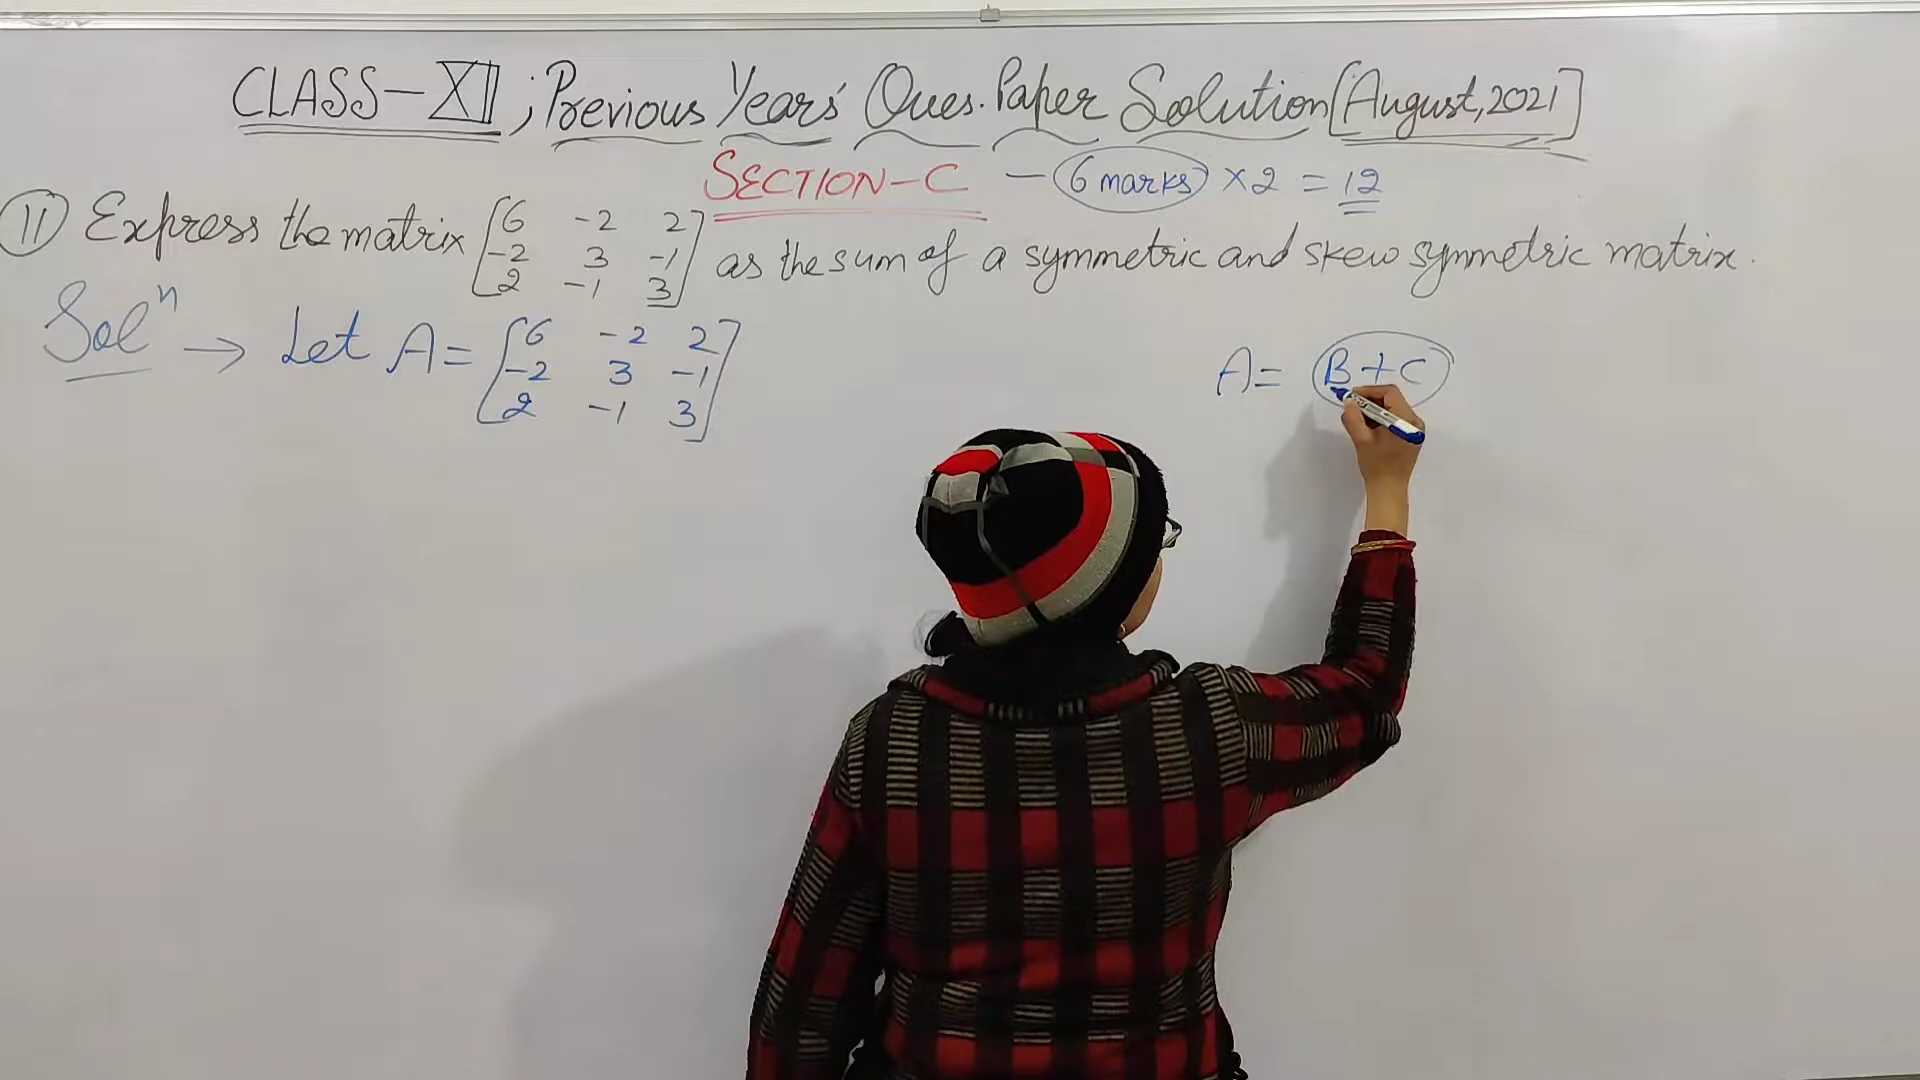 CLASS-XII ; Previous Years' Ques. Paper Solution [August, 2021]
SECTION-C - 6 marks × 2 = 12
11 Express the matrix [6 -2 2
-2 3 -1
2 -1 3] as the sum of a symmetric and skew symmetric matrix.
Solⁿ → Let A = [6 -2 2
-2 3 -1
2 -1 3]
A = B + C